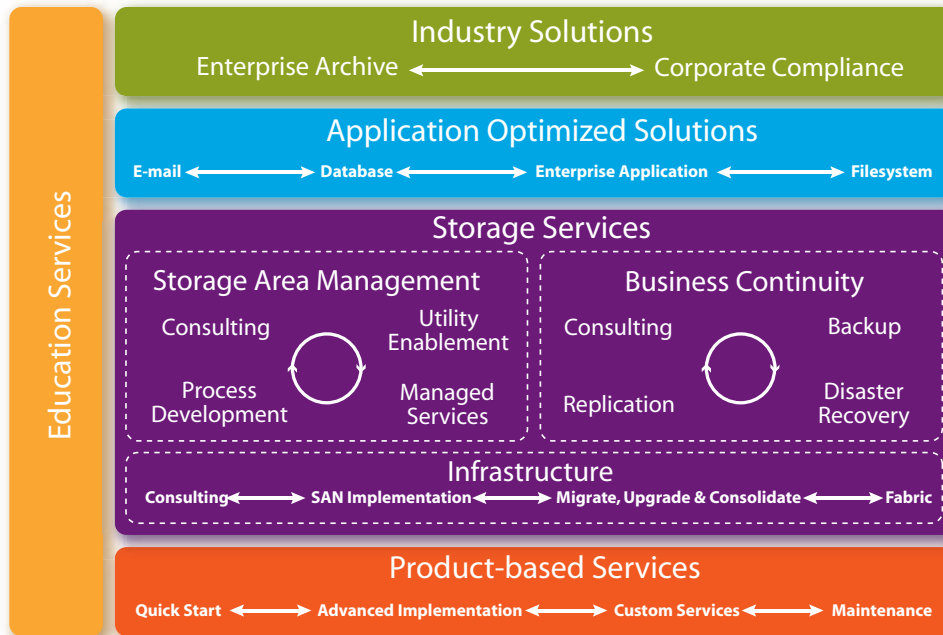 Education Services
Industry Solutions
Enterprise Archive Corporate Compliance
Application Optimized Solutions
E-mail Database Enterprise Application Filesystem
Storage Services
Storage Area Management
Consulting
Utility
Enablement
Process
Development
Managed
Services
Business Continuity
Consulting
Backup
Replication
Disaster
Recovery
Infrastructure
Consulting SAN Implementation Migrate, Upgrade & Consolidate Fabric
Product-based Services
Quick Start Advanced Implementation Custom Services Maintenance